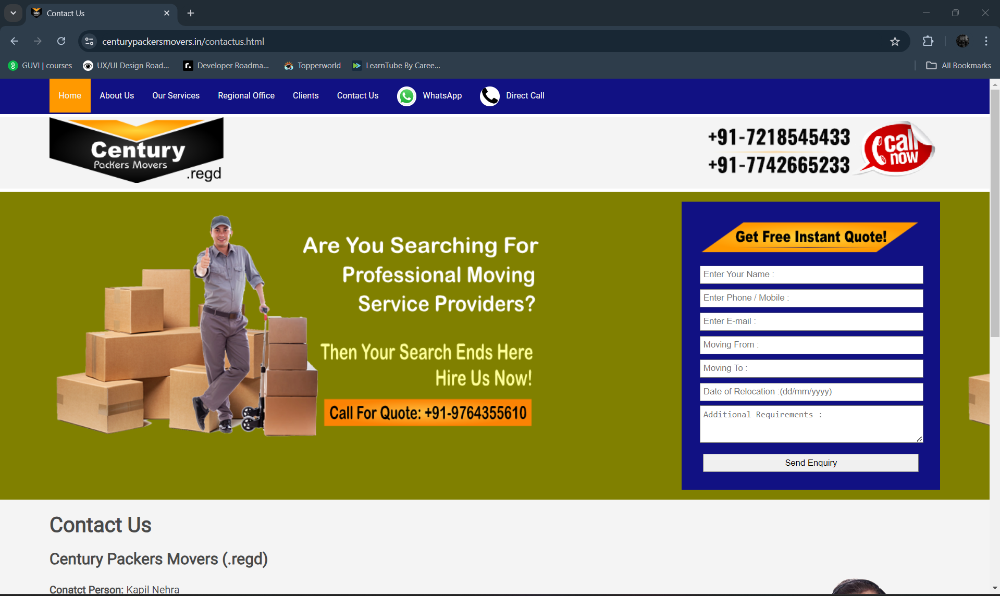 Contact Us
centurypackersmovers.in/contactus.html
GUVI | courses
UX/UI Design Road...
Developer Roadma...
Topperworld
LearnTube By Caree...
All Bookmarks
Home
About Us
Our Services
Regional Office
Clients
Contact Us
WhatsApp
Direct Call
Century
Packers Movers
.regd
+91-7218545433
+91-7742665233
call
now
Are You Searching For
Professional Moving
Service Providers?
Then Your Search Ends Here
Hire Us Now!
Call For Quote: +91-9764355610
Get Free Instant Quote!
Enter Your Name :
Enter Phone / Mobile :
Enter E-mail :
Moving From :
Moving To :
Date of Relocation :(dd/mm/yyyy)
Additional Requirements :
Send Enquiry
Contact Us
Century Packers Movers (.regd)
Conatct Person: Kapil Nehra